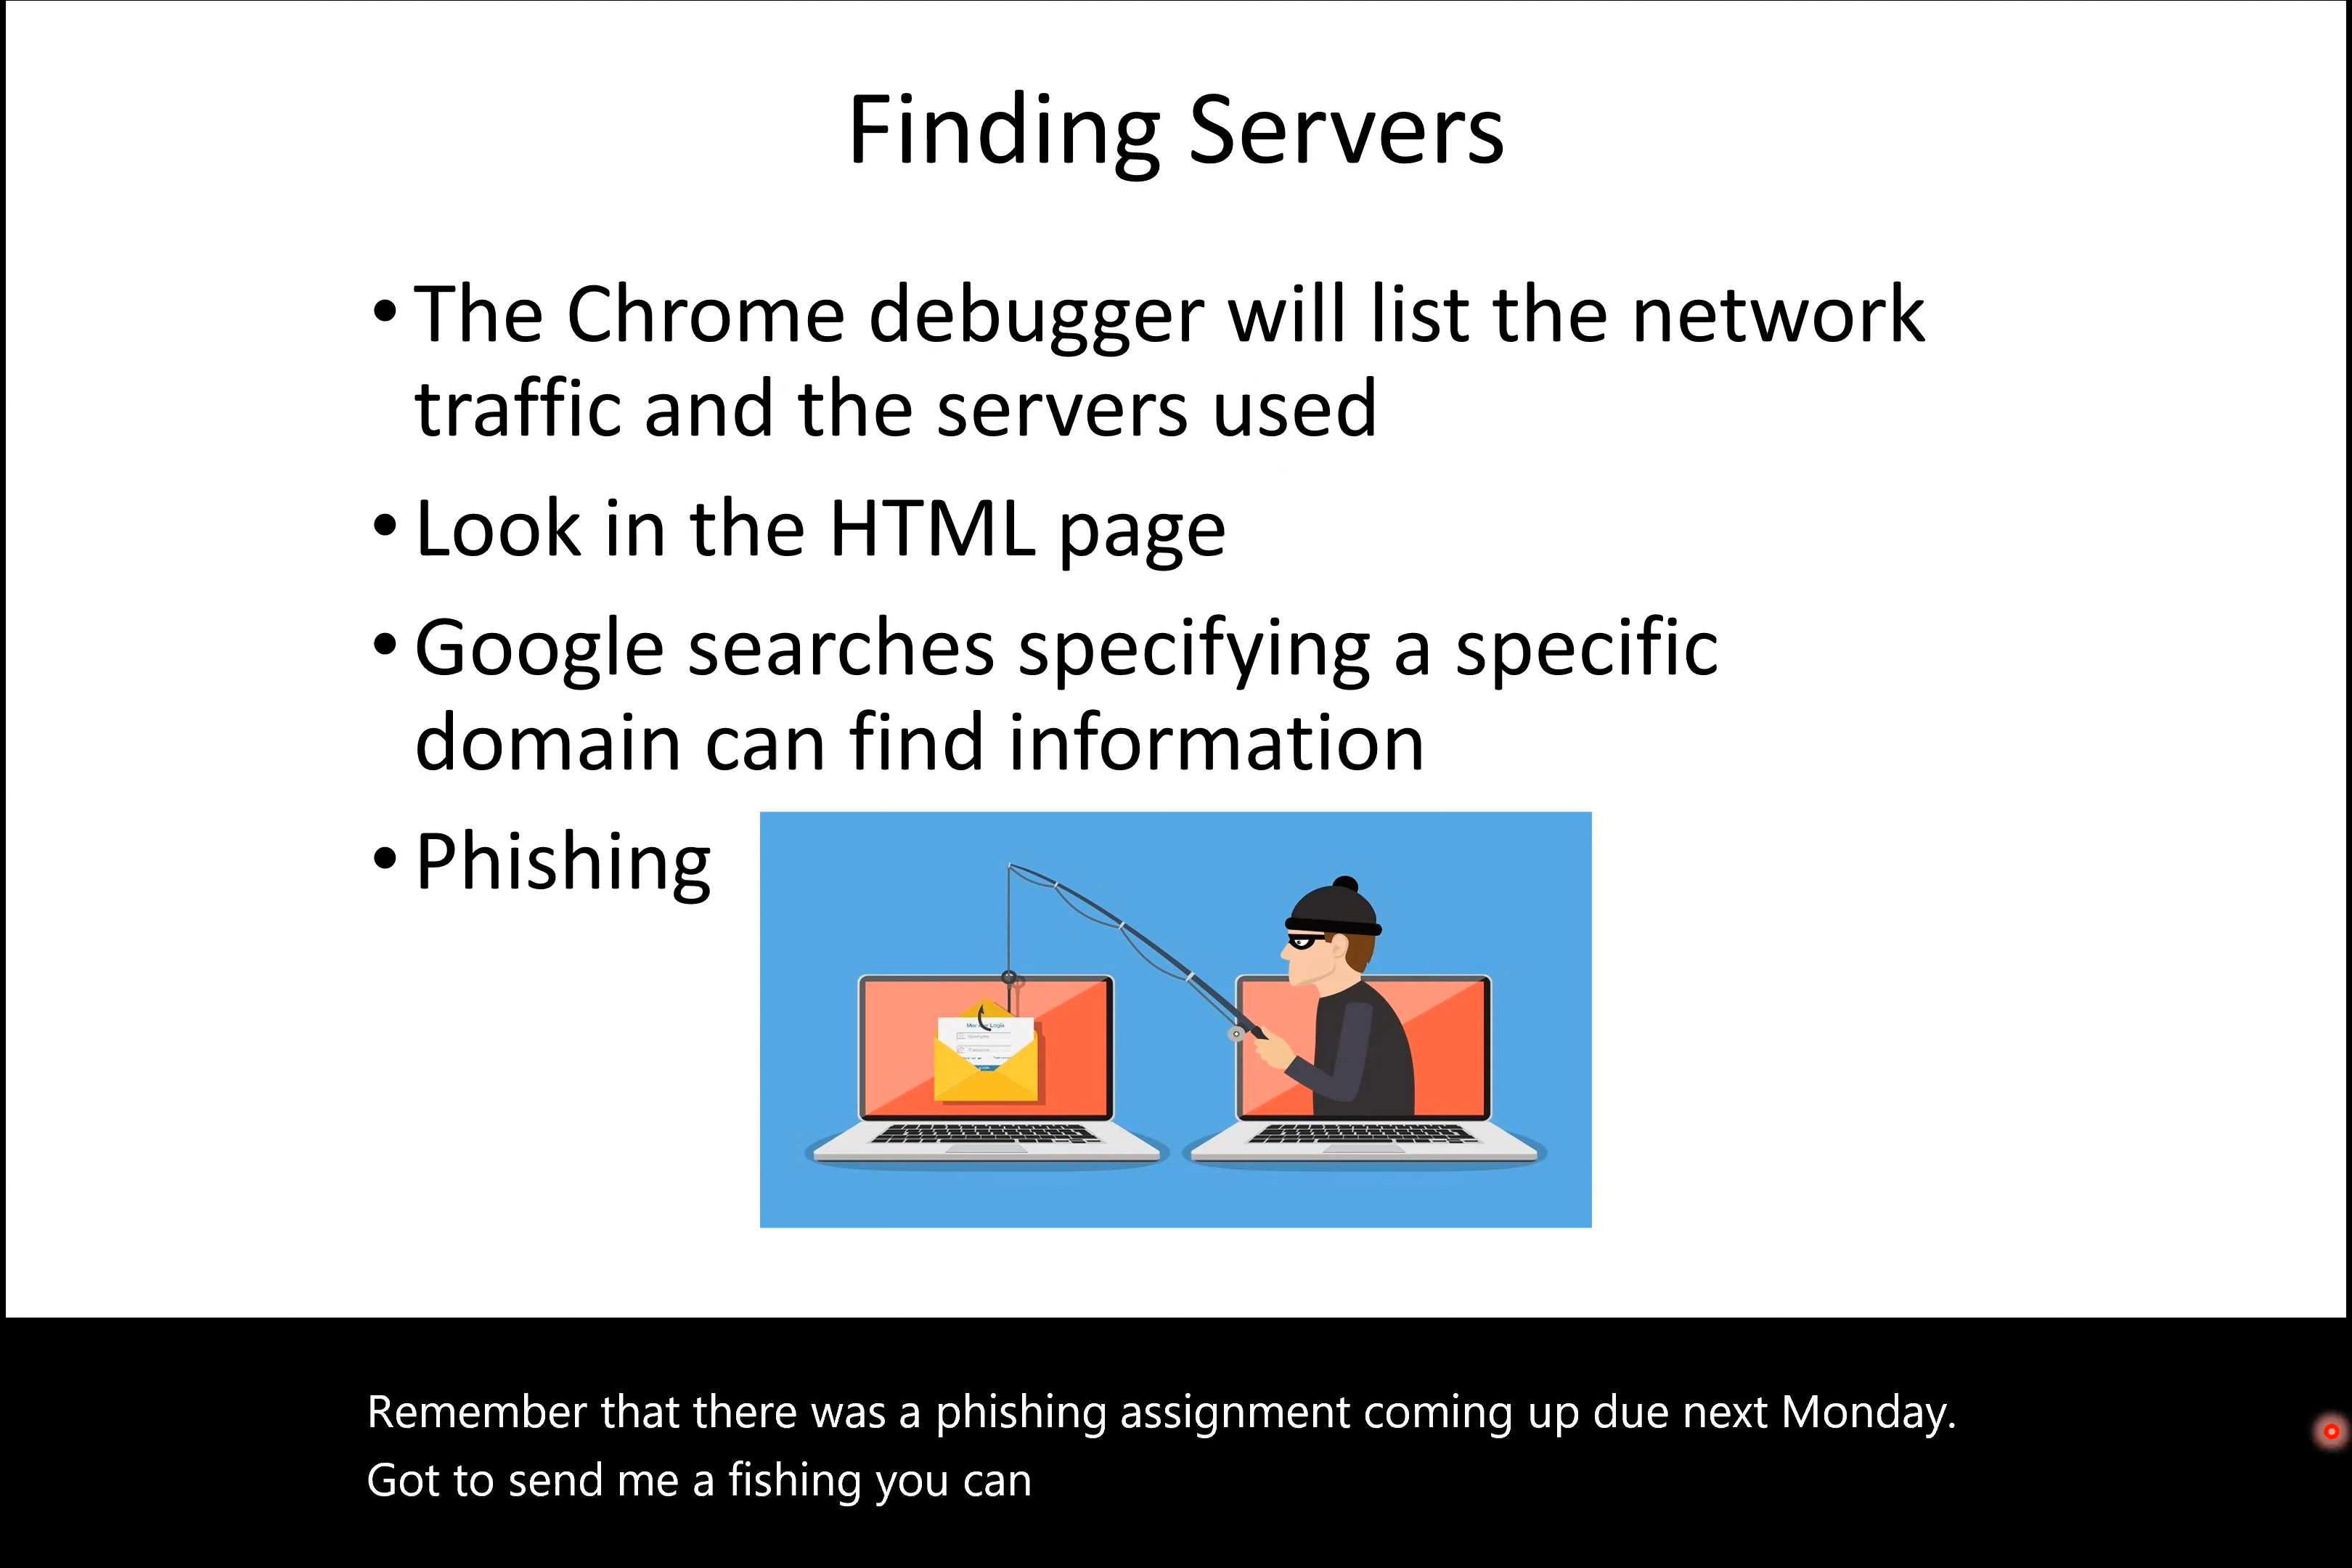 Finding Servers
• The Chrome debugger will list the network
traffic and the servers used
• Look in the HTML page
• Google searches specifying a specific
domain can find information
• Phishing
Login
Remember that there was a phishing assignment coming up due next Monday.
Got to send me a fishing you can